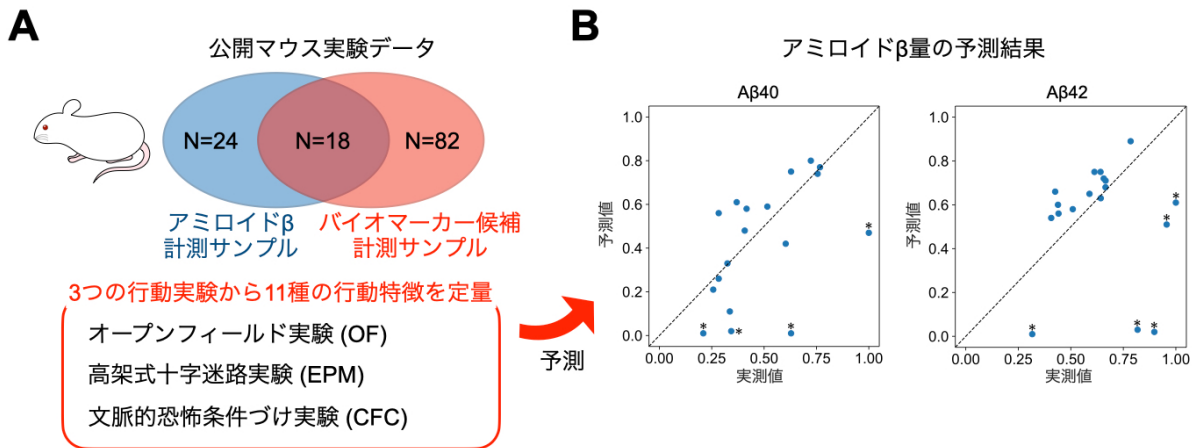 A
公開マウス実験データ
N=24
N=18
N=82
アミロイドβ
計測サンプル
バイオマーカー候補
計測サンプル
3つの行動実験から11種の行動特徴を定量
オープンフィールド実験 (OF)
高架式十字迷路実験 (EPM)
文脈的恐怖条件づけ実験 (CFC)
予測
B
アミロイドβ量の予測結果
Aβ40
1.0
0.8
0.6
0.4
0.2
0.0
予測値
0.00
0.25
0.50
0.75
1.00
実測値
*
*
*
*
Aβ42
1.0
0.8
0.6
0.4
0.2
0.0
予測値
0.00
0.25
0.50
0.75
1.00
実測値
*
*
*
*
*